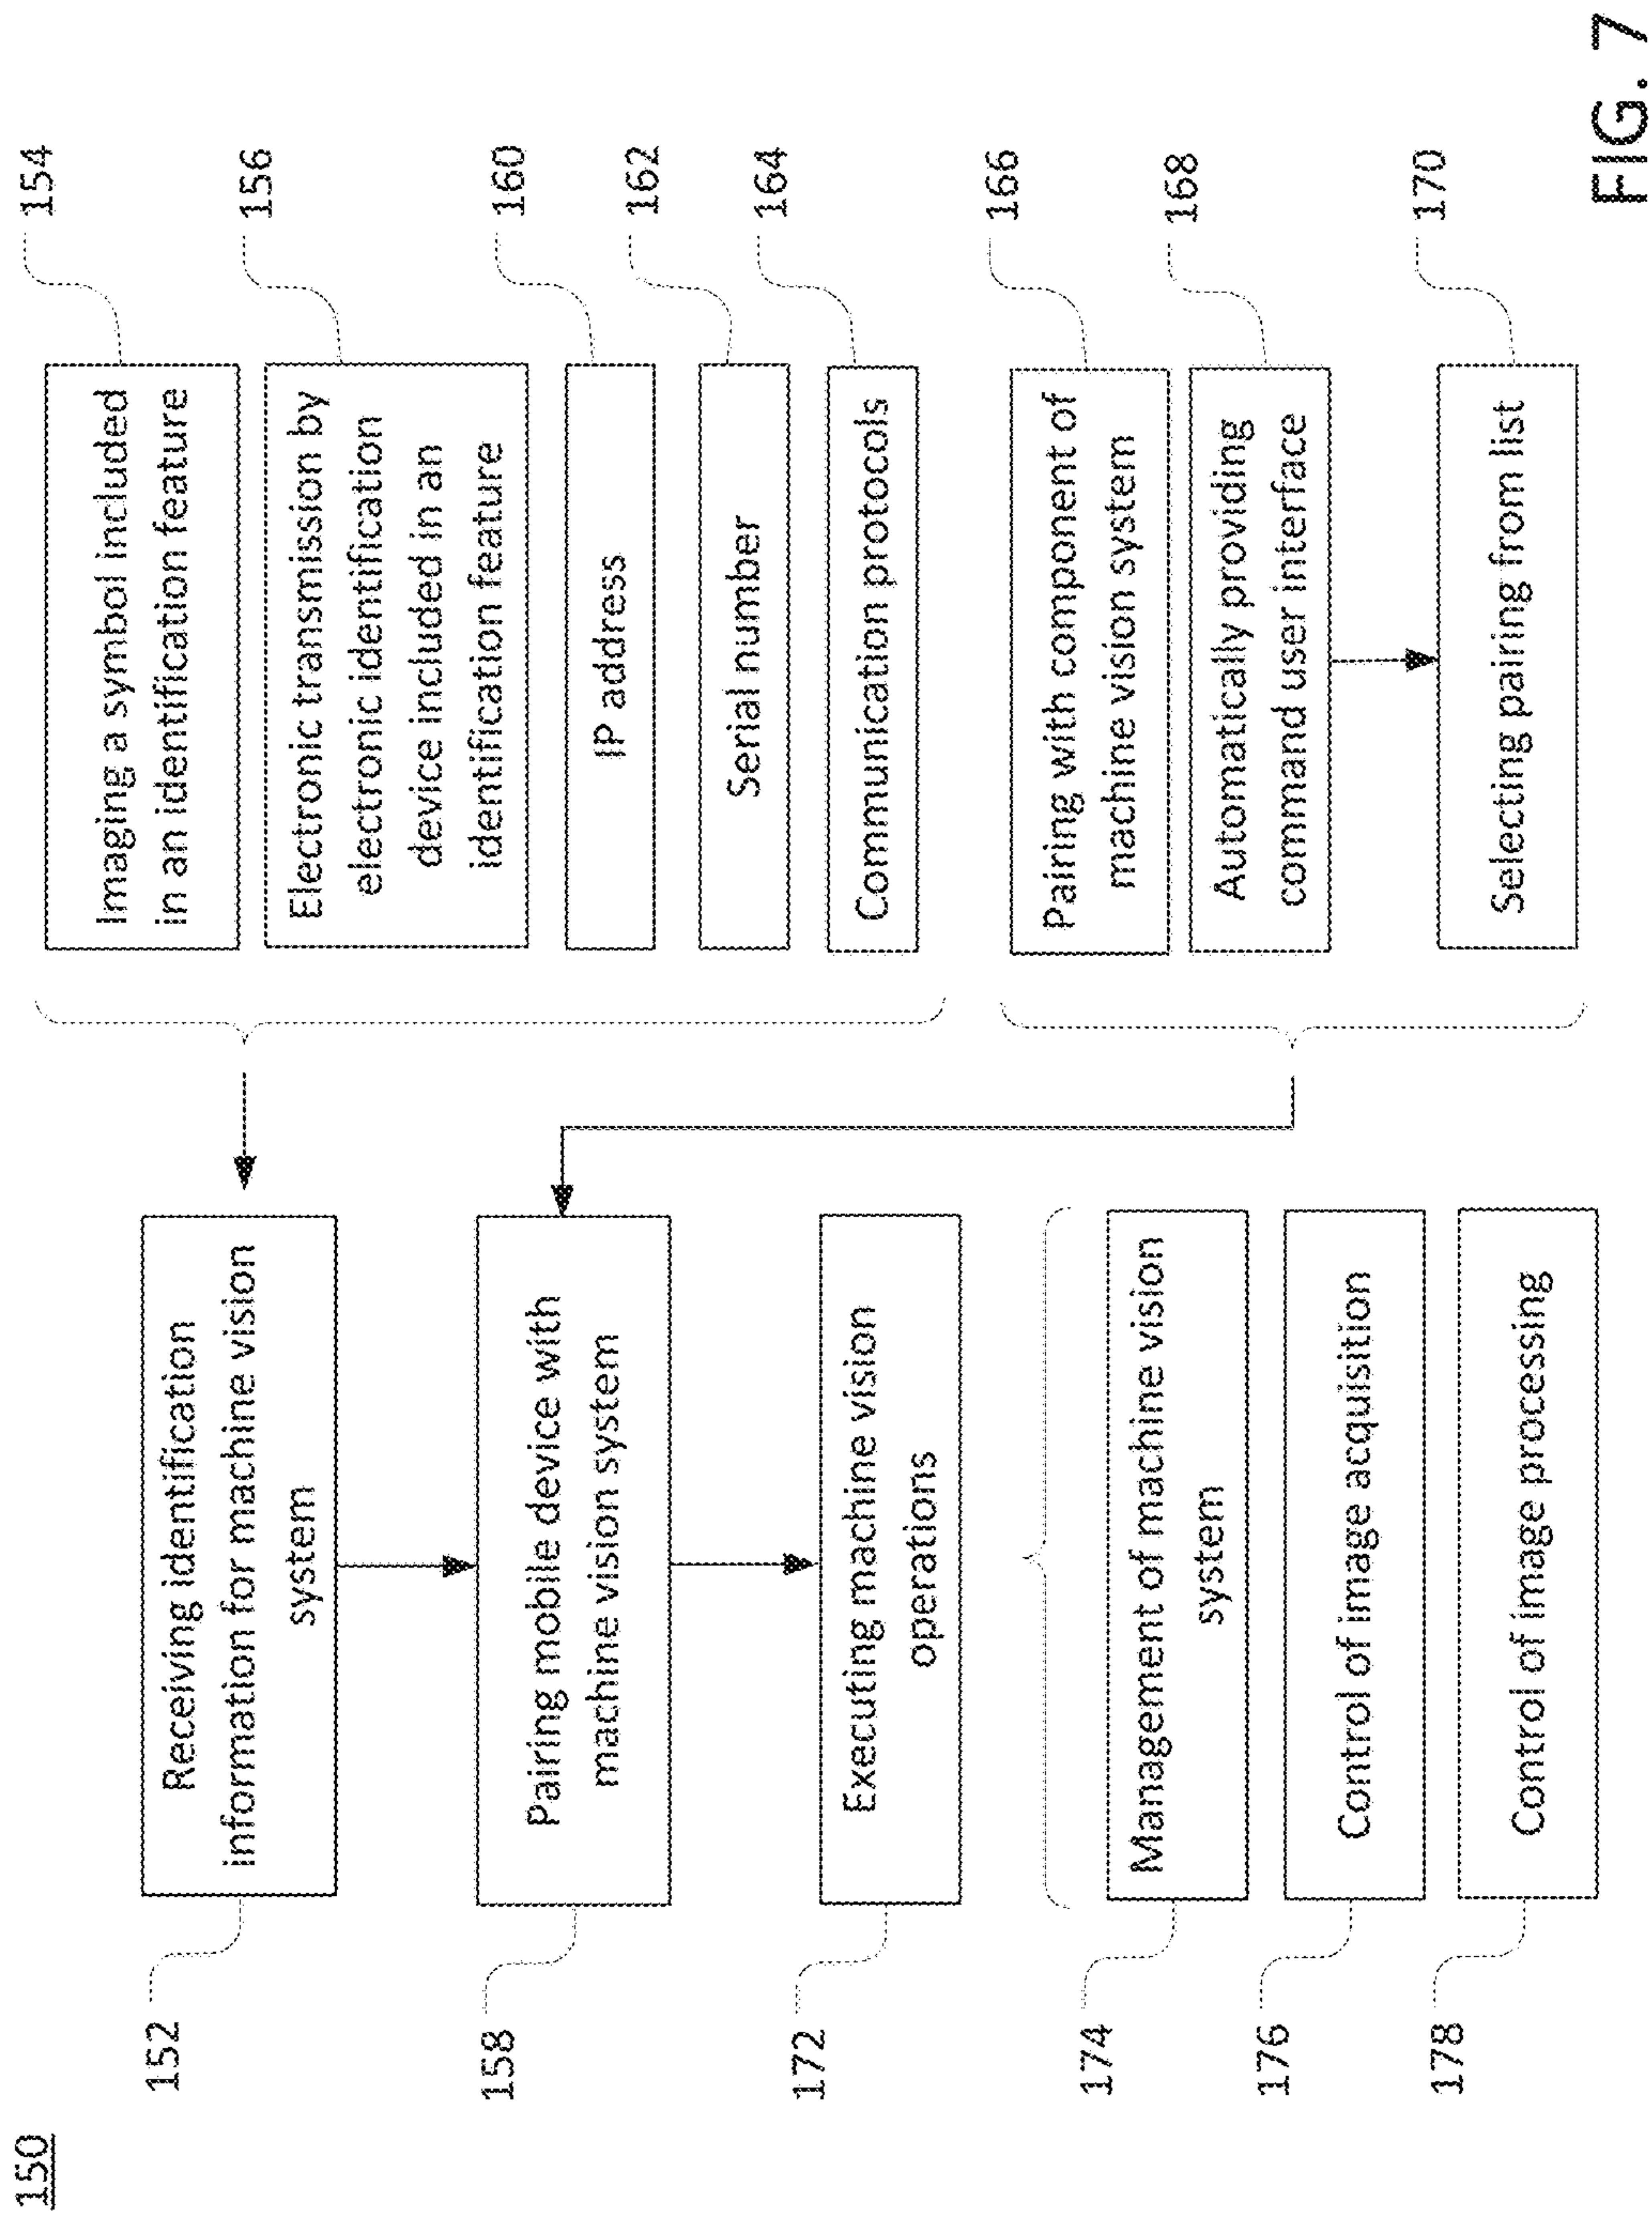 150
152
Receiving identification
information for machine vision
system
158
Pairing mobile device with
machine vision system
172
Executing machine vision
operations
174
Management of machine vision
system
176
Control of image acquisition
178
Control of image processing
Imaging a symbol included
in an identification feature
154
Electronic transmission by
electronic identification
device included in an
identification feature
156
IP address
160
Serial number
162
Communication protocols
164
Pairing with component of
machine vision system
166
Automatically providing
command user interface
168
Selecting pairing from list
170
FIG. 7